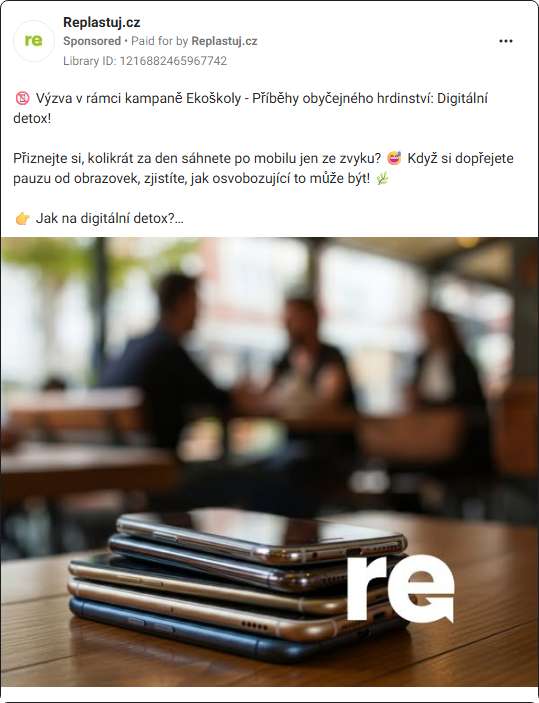 re
Replastuj.cz
Sponsored • Paid for by Replastuj.cz
Library ID: 1216882465967742
📵 Výzva v rámci kampaně Ekoškoly - Příběhy obyčejného hrdinství: Digitální
detox!
Přiznejte si, kolikrát za den sáhnete po mobilu jen ze zvyku? 😅 Když si dopřejete
pauzu od obrazovek, zjistíte, jak osvobozující to může být! 🌿
👉 Jak na digitální detox?...
re